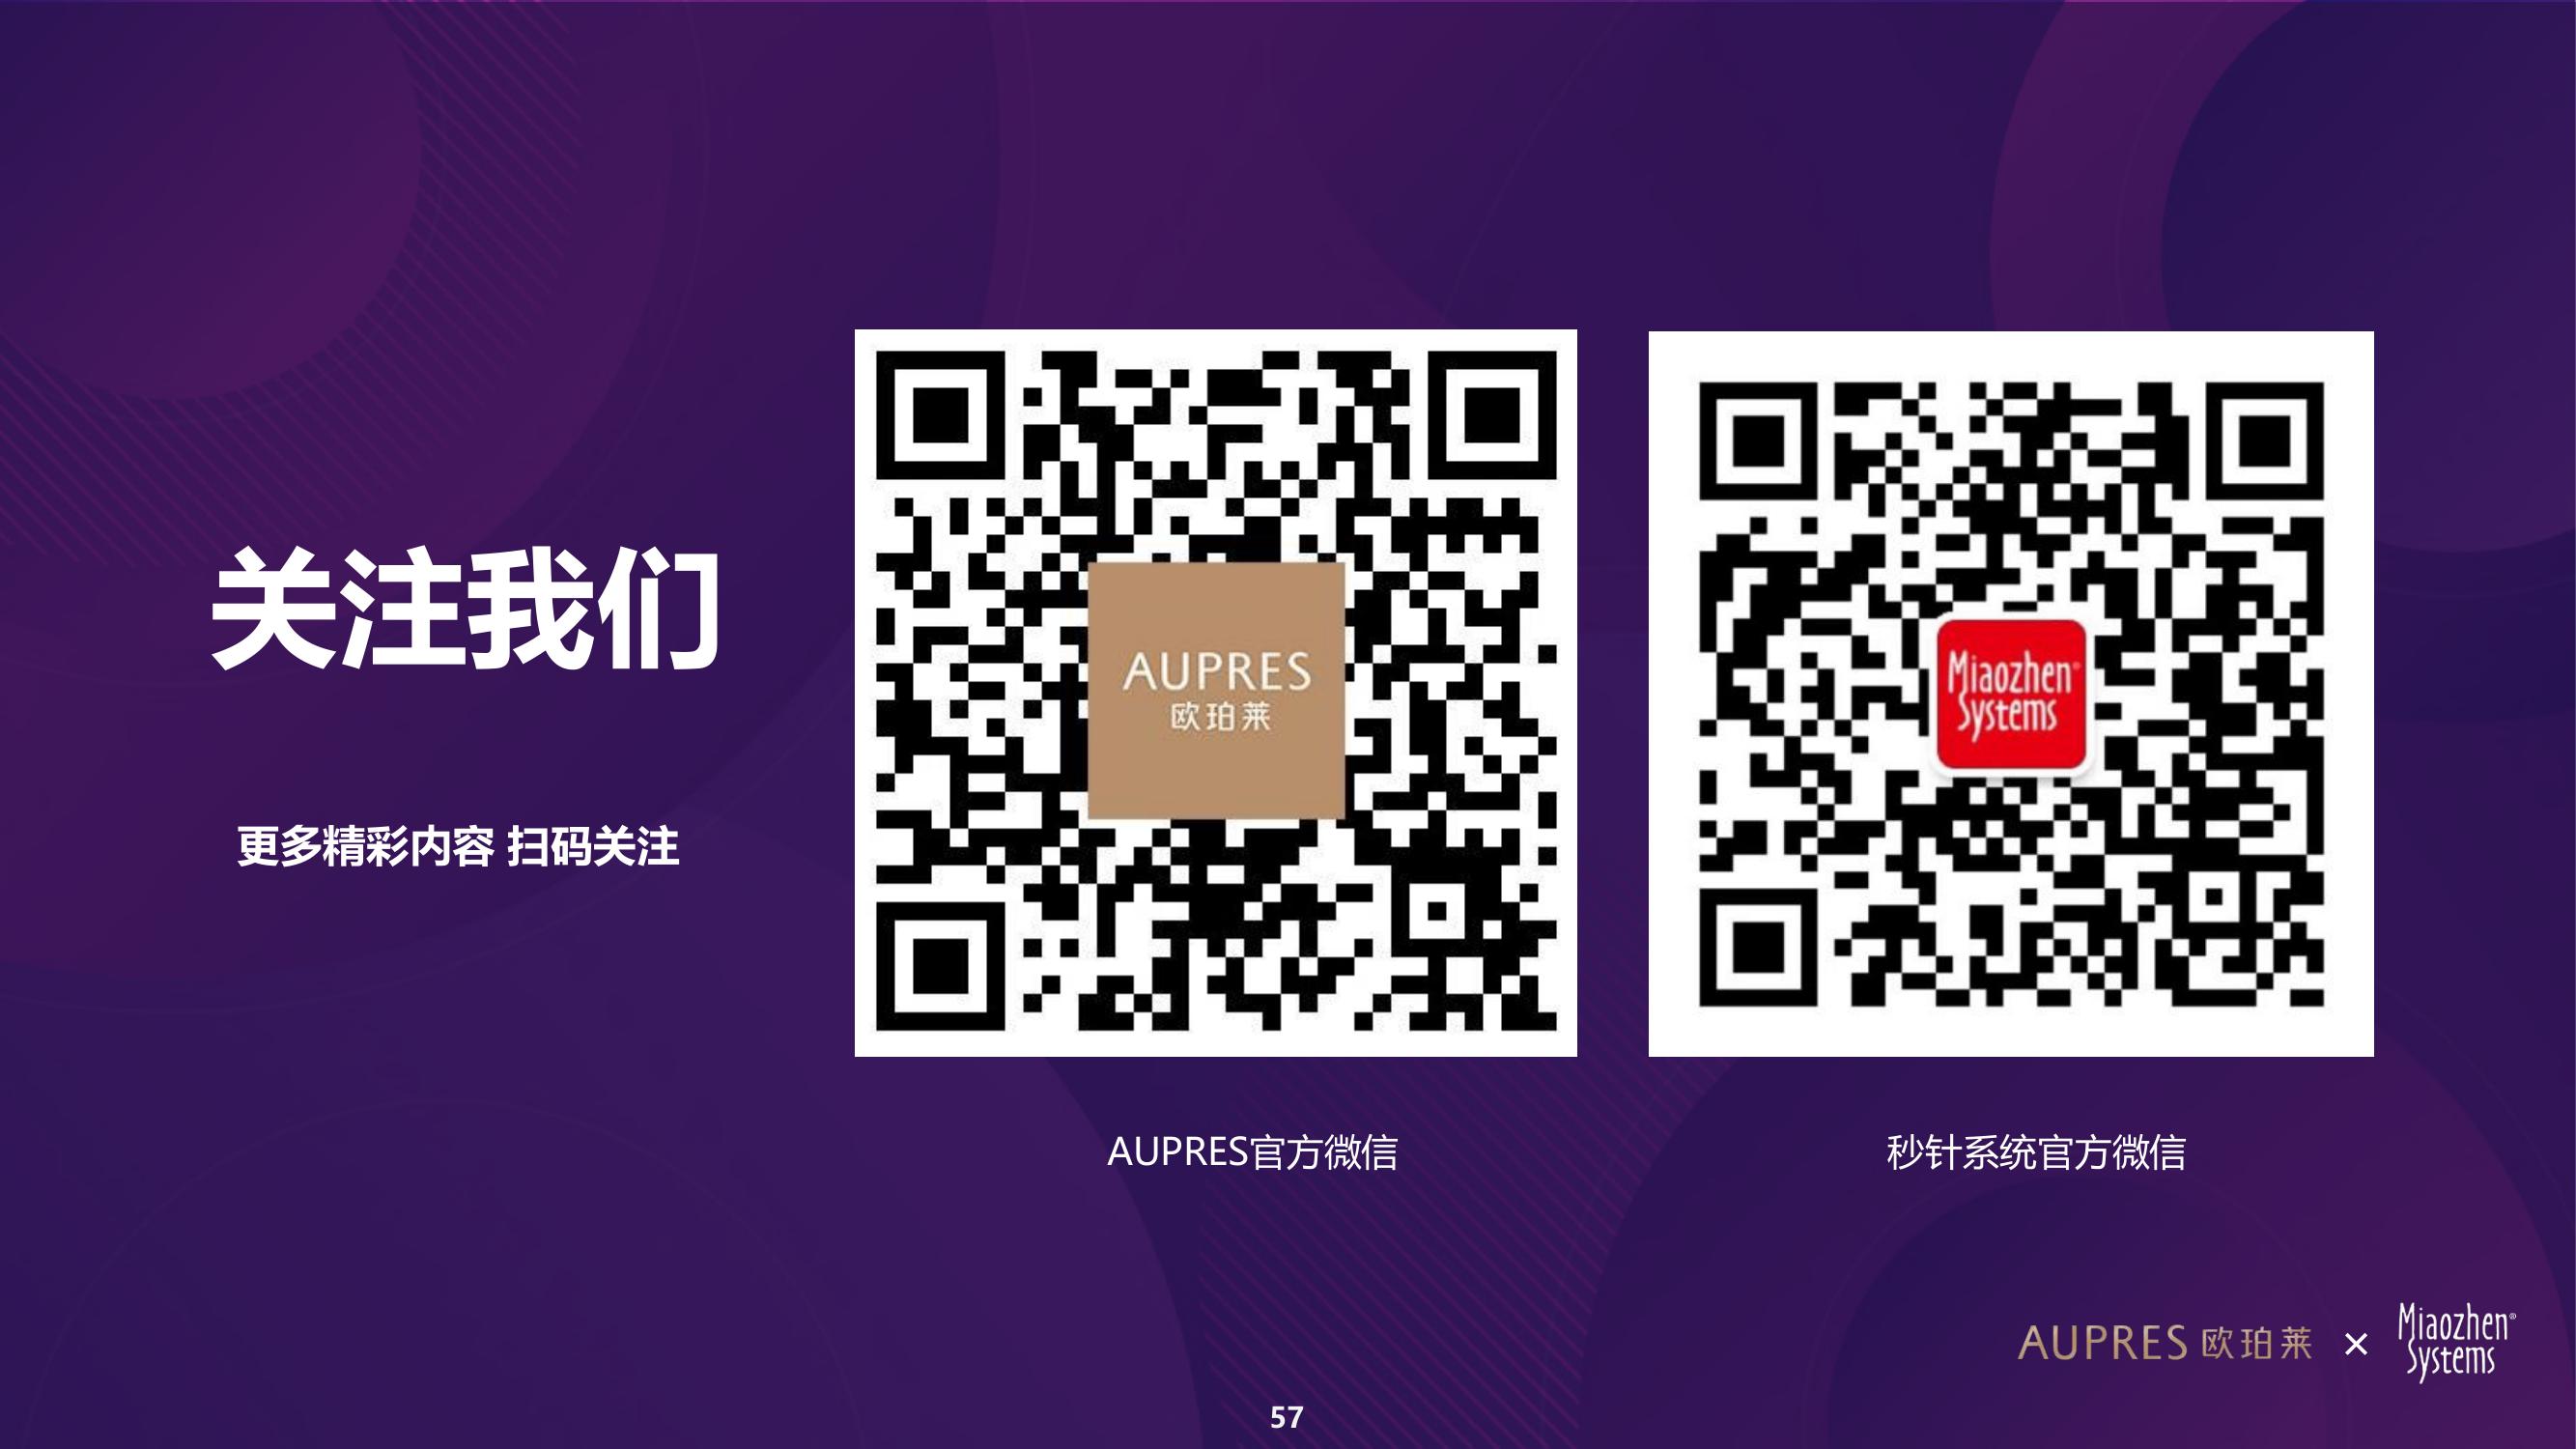 关注我们
更多精彩内容 扫码关注
AUPRES
欧珀莱
Miaozhen®
Systems
AUPRES官方微信
秒针系统官方微信
AUPRES 欧珀莱 × Miaozhen® Systems
57